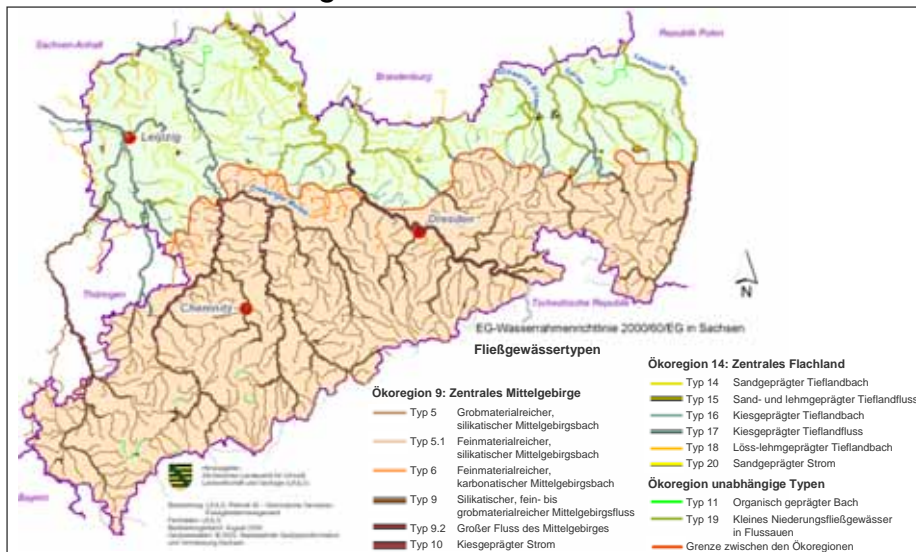 Sachsen-Anhalt
Republik Polen
Brandenburg
Leipzig
Dresden
Chemnitz
Thüringen
Tschechische Republik
Bayern
N
EG-Wasserrahmenrichtlinie 2000/60/EG in Sachsen
Fließgewässertypen
Ökoregion 9: Zentrales Mittelgebirge
Typ 5 Grobmaterialreicher,
silikatischer Mittelgebirgsbach
Typ 5.1 Feinmaterialreicher,
silikatischer Mittelgebirgsbach
Typ 6 Feinmaterialreicher,
karbonatischer Mittelgebirgsbach
Typ 9 Silikatischer, fein- bis
grobmaterialreicher Mittelgebirgsfluss
Typ 9.2 Großer Fluss des Mittelgebirges
Typ 10 Kiesgeprägter Strom
Ökoregion 14: Zentrales Flachland
Typ 14 Sandgeprägter Tieflandbach
Typ 15 Sand- und lehmgeprägter Tieflandfluss
Typ 16 Kiesgeprägter Tieflandbach
Typ 17 Kiesgeprägter Tieflandfluss
Typ 18 Löss-lehmgeprägter Tieflandbach
Typ 20 Sandgeprägter Strom
Ökoregion unabhängige Typen
Typ 11 Organisch geprägter Bach
Typ 19 Kleines Niederungsfließgewässer
in Flussauen
Grenze zwischen den Ökoregionen